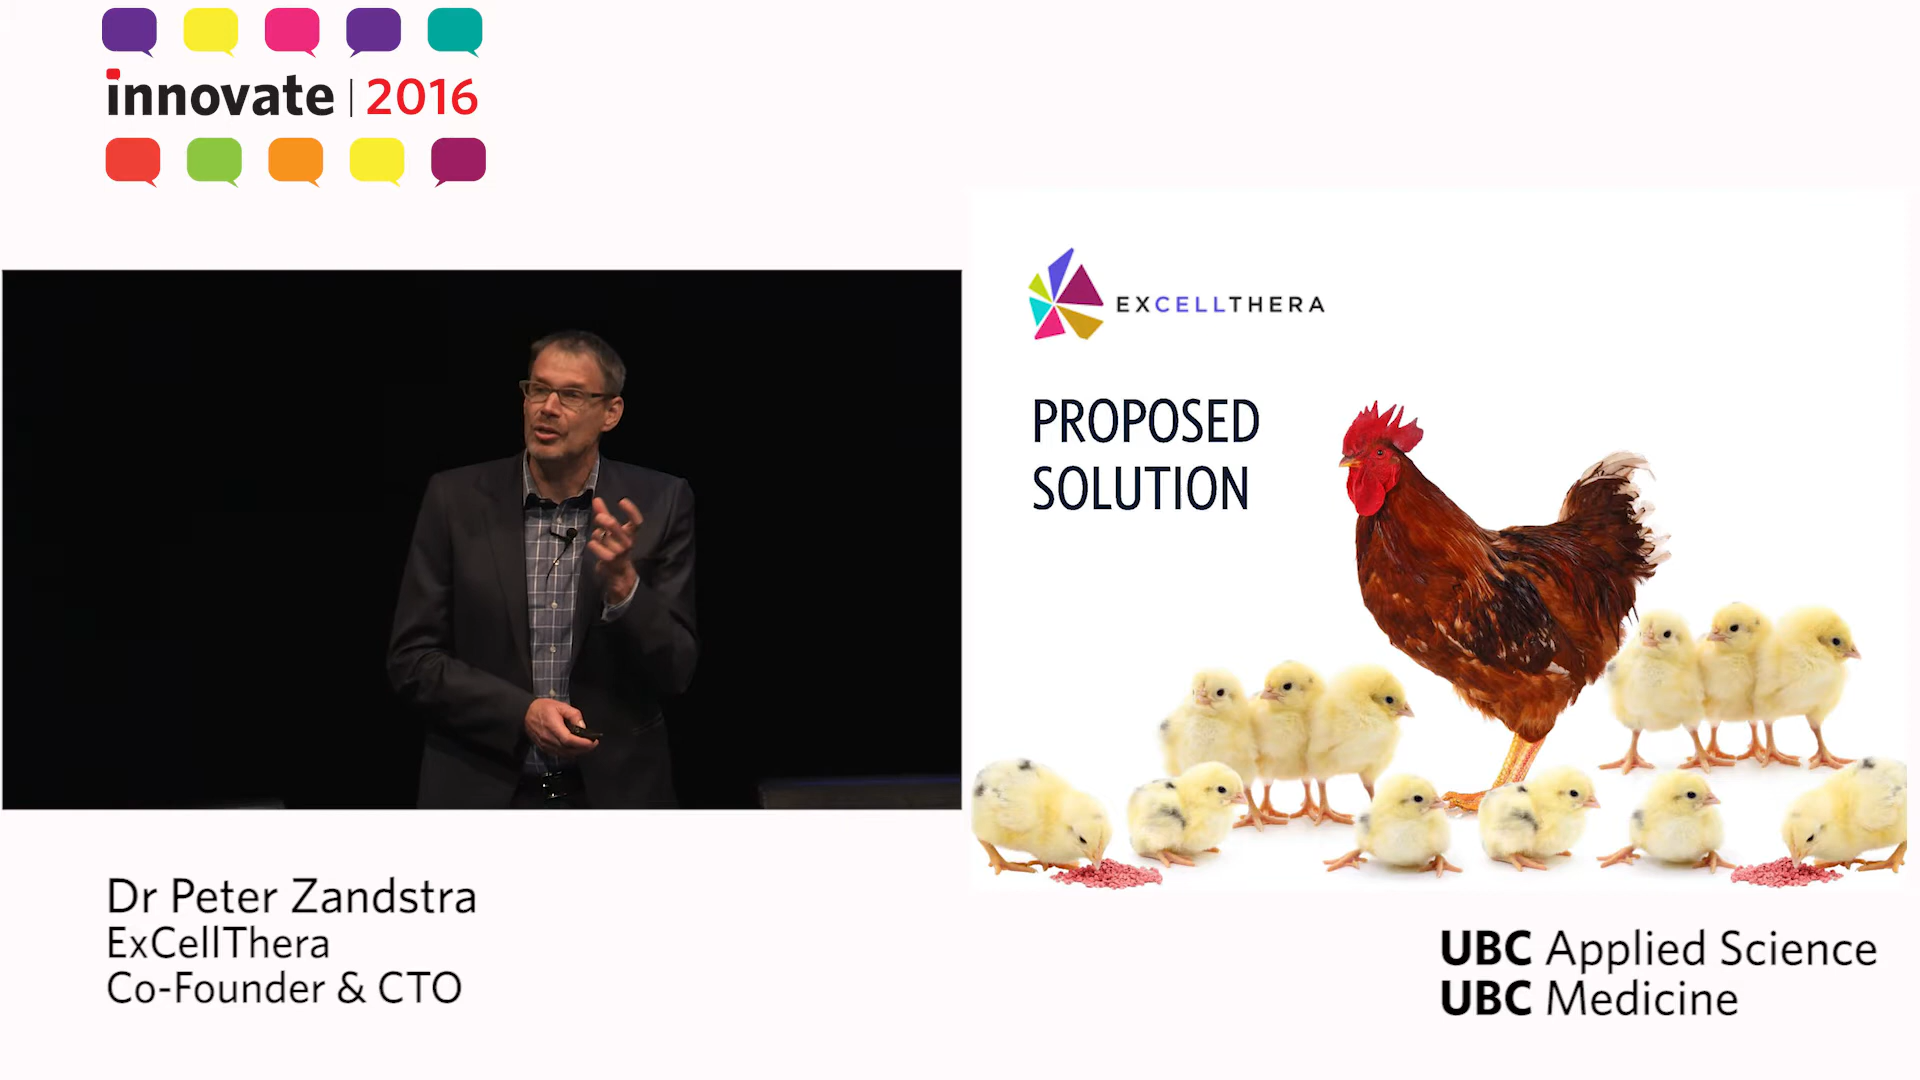 innovate | 2016
EXCELLTHERA
PROPOSED
SOLUTION
Dr Peter Zandstra
ExCellThera
Co-Founder & CTO
UBC Applied Science
UBC Medicine